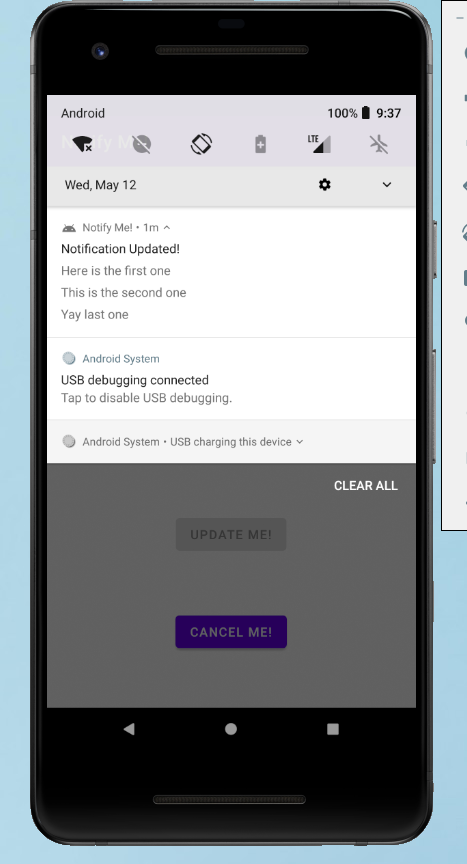 Android 100% 9:37
Notify Me!
LTE
Wed, May 12
Notify Me! • 1m
Notification Updated!
Here is the first one
This is the second one
Yay last one
Android System
USB debugging connected
Tap to disable USB debugging.
Android System • USB charging this device
CLEAR ALL
UPDATE ME!
CANCEL ME!